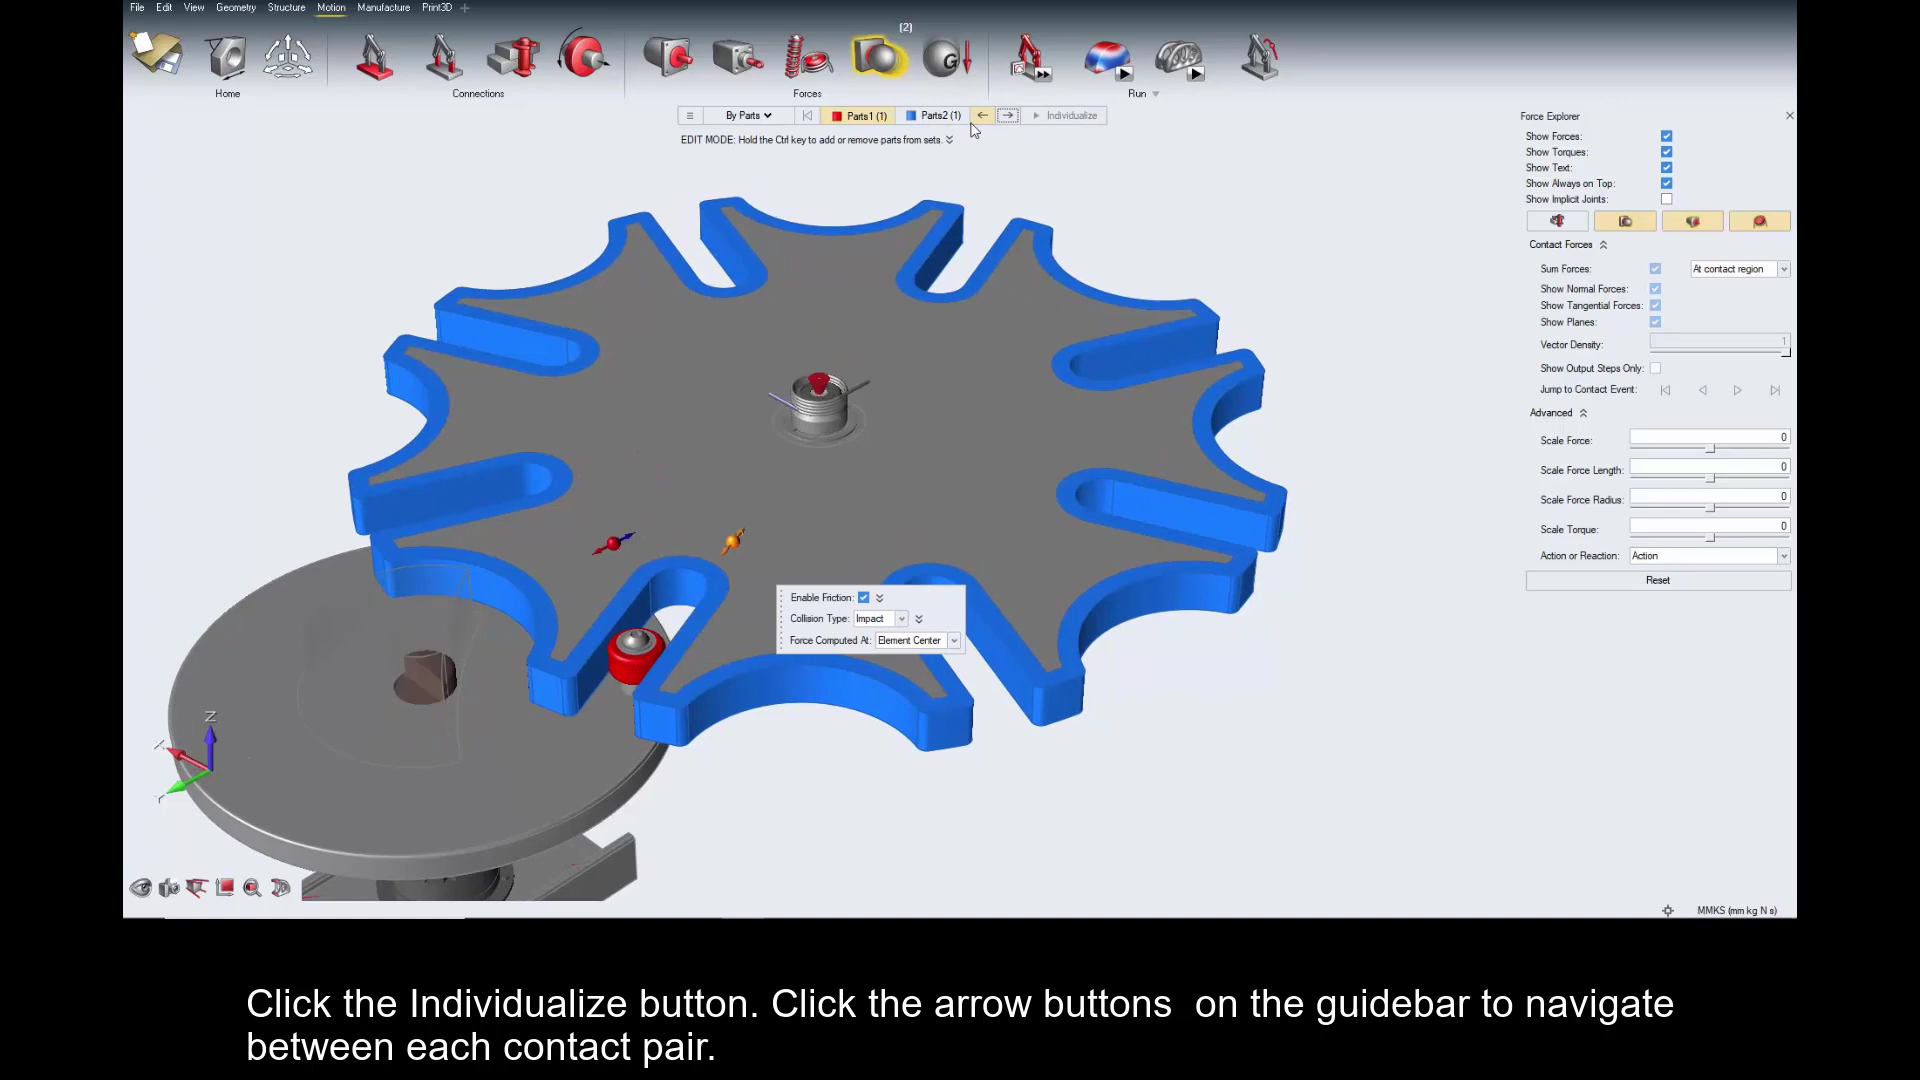 File Edit View Geometry Structure Motion Manufacture Print3D +
(2)
G
Home Connections Forces Run
By Parts Parts1 (1) Parts2 (1) Individualize
EDIT MODE: Hold the Ctrl key to add or remove parts from sets.
Force Explorer
Show Forces:
Show Torques:
Show Text:
Show Always on Top:
Show Implicit Joints:
Contact Forces
Sum Forces: At contact region
Show Normal Forces:
Show Tangential Forces:
Show Planes:
Vector Density: 1
Show Output Steps Only:
Jump to Contact Event:
Advanced
Scale Force: 0
Scale Force Length: 0
Scale Force Radius: 0
Scale Torque: 0
Action or Reaction: Action
Reset
Enable Friction:
Collision Type: Impact
Force Computed At: Element Center
Z
X
Y
MMKS (mm kg N s)
Click the Individualize button. Click the arrow buttons  on the guidebar to navigate
between each contact pair.